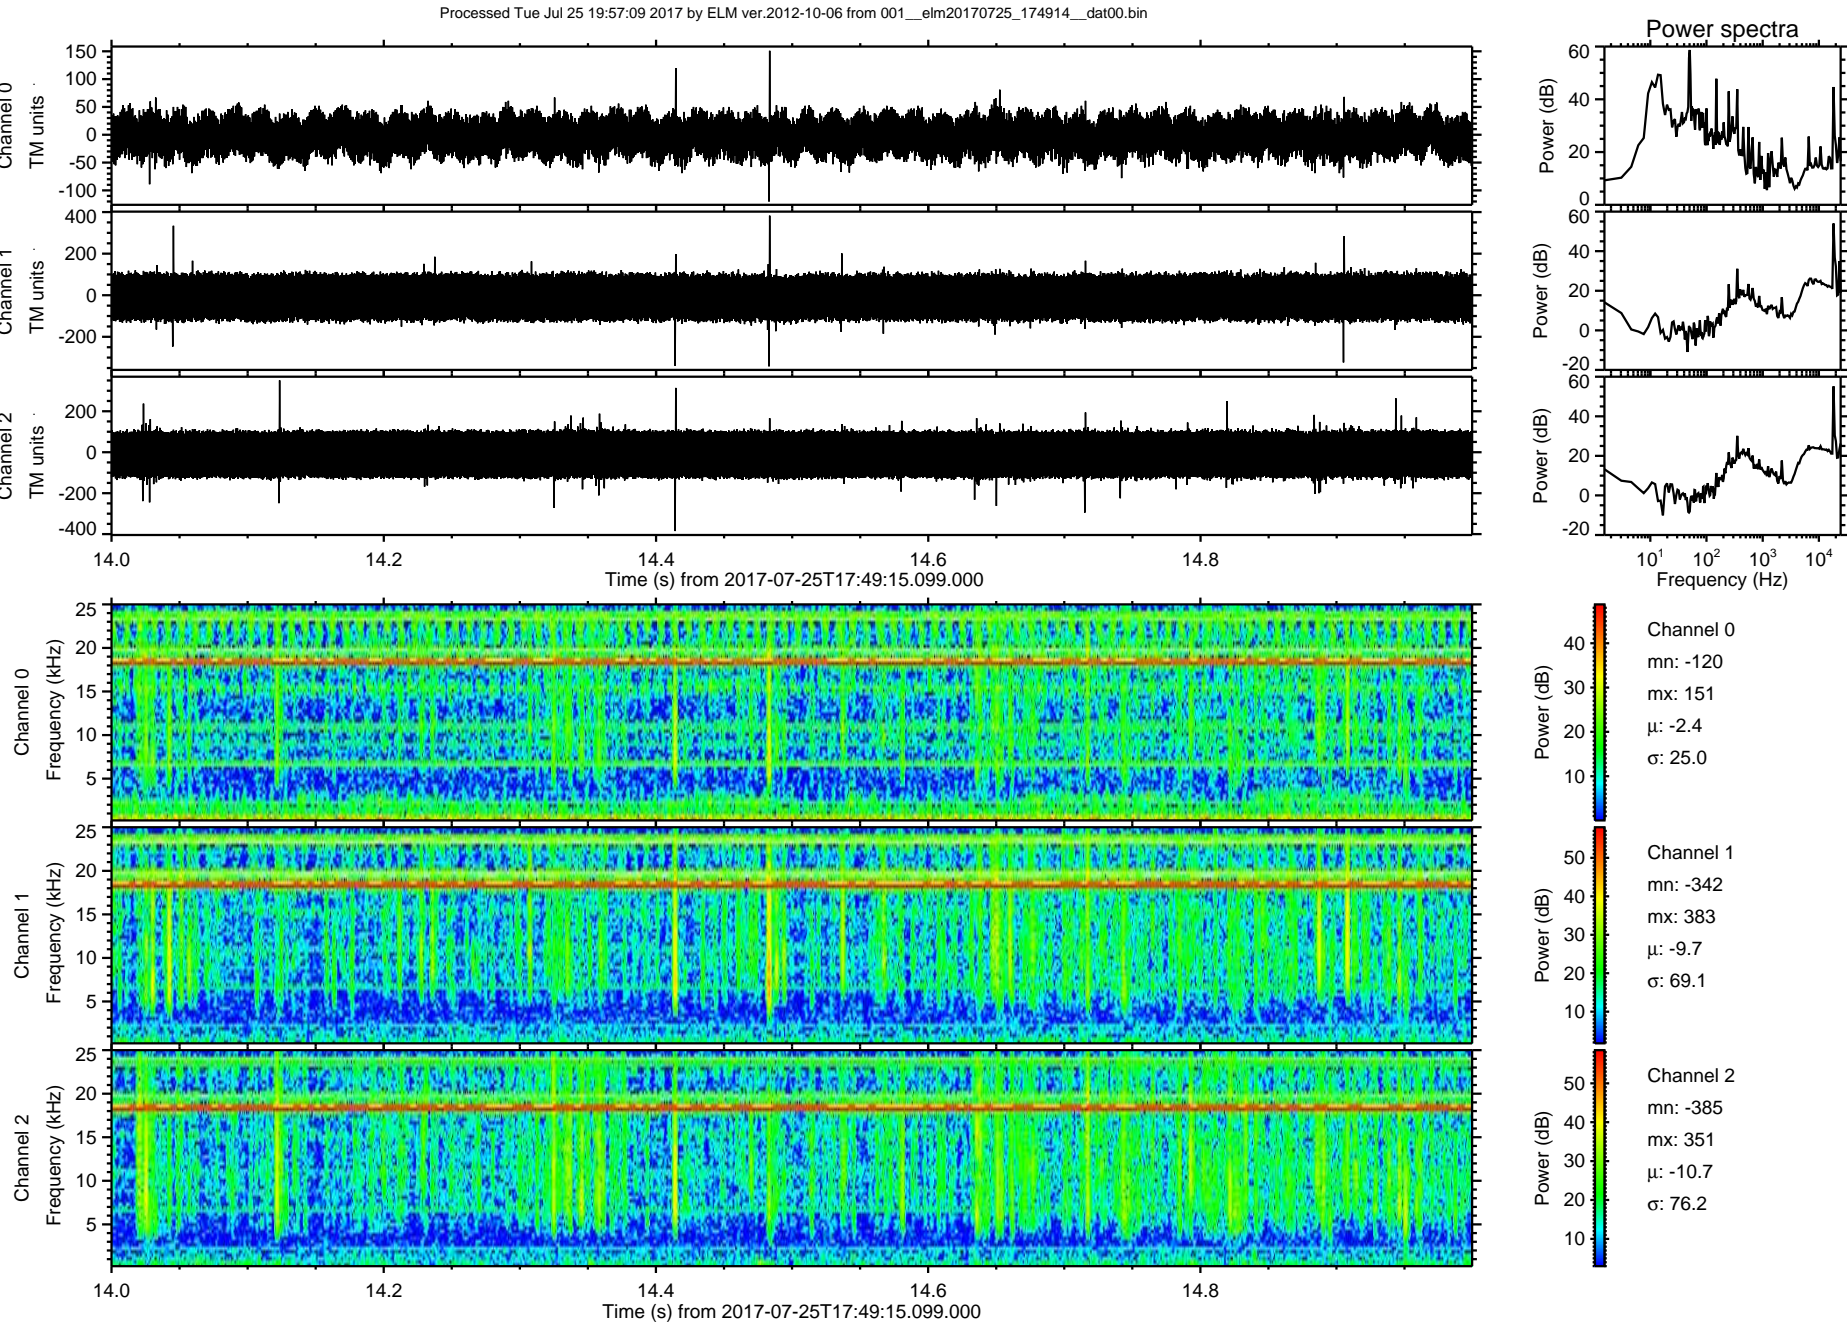 Processed Tue Jul 25 19:57:09 2017 by ELM ver.2012-10-06 from 001__elm20170725_174914__dat00.bin
Power spectra
Channel 0
TM units
150
100
50
0
-50
-100
Power (dB)
60
40
20
0
Channel 1
TM units
400
200
0
-200
Power (dB)
60
40
20
0
-20
Channel 2
TM units
200
0
-200
-400
Power (dB)
60
40
20
0
-20
14.0 14.2 14.4 14.6 14.8
Time (s) from 2017-07-25T17:49:15.099.000
10^1 10^2 10^3 10^4
Frequency (Hz)
Channel 0
Frequency (kHz)
25
20
15
10
5
Power (dB)
40
30
20
10
Channel 0
mn: -120
mx: 151
μ: -2.4
σ: 25.0
Channel 1
Frequency (kHz)
25
20
15
10
5
Power (dB)
50
40
30
20
10
Channel 1
mn: -342
mx: 383
μ: -9.7
σ: 69.1
Channel 2
Frequency (kHz)
25
20
15
10
5
Power (dB)
50
40
30
20
10
Channel 2
mn: -385
mx: 351
μ: -10.7
σ: 76.2
14.0 14.2 14.4 14.6 14.8
Time (s) from 2017-07-25T17:49:15.099.000